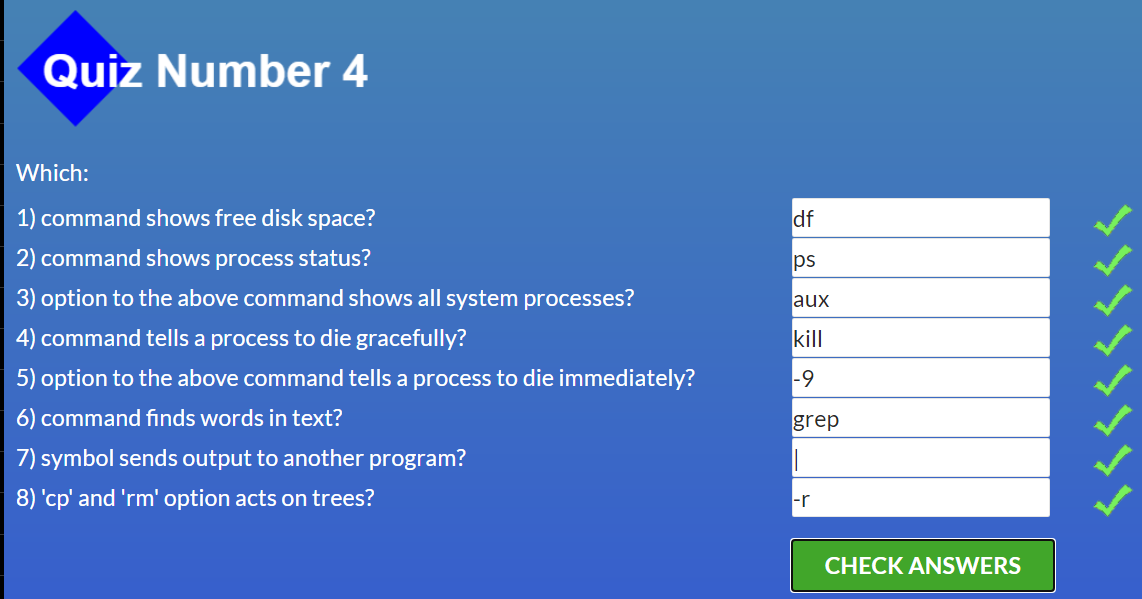 Quiz Number 4
Which:
1) command shows free disk space? df
2) command shows process status? ps
3) option to the above command shows all system processes? aux
4) command tells a process to die gracefully? kill
5) option to the above command tells a process to die immediately? -9
6) command finds words in text? grep
7) symbol sends output to another program? |
8) 'cp' and 'rm' option acts on trees? -r
CHECK ANSWERS